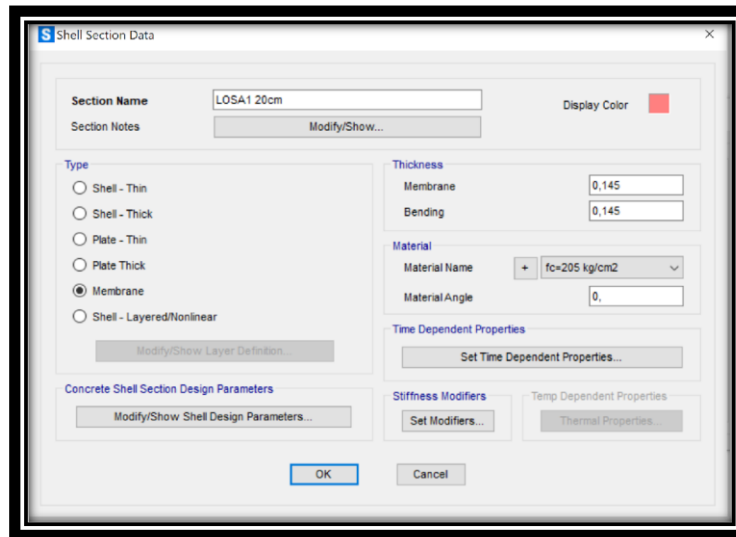 S Shell Section Data
Section Name
LOSA1 20cm
Display Color
Section Notes
Modify/Show...
Type
Shell - Thin
Shell - Thick
Plate - Thin
Plate Thick
Membrane
Shell - Layered/Nonlinear
Modify/Show Layer Definition...
Concrete Shell Section Design Parameters
Modify/Show Shell Design Parameters...
Thickness
Membrane
0,145
Bending
0,145
Material
Material Name
+
fc=205 kg/cm2
Material Angle
0,
Time Dependent Properties
Set Time Dependent Properties...
Stiffness Modifiers
Set Modifiers...
Temp Dependent Properties
Thermal Properties...
OK
Cancel